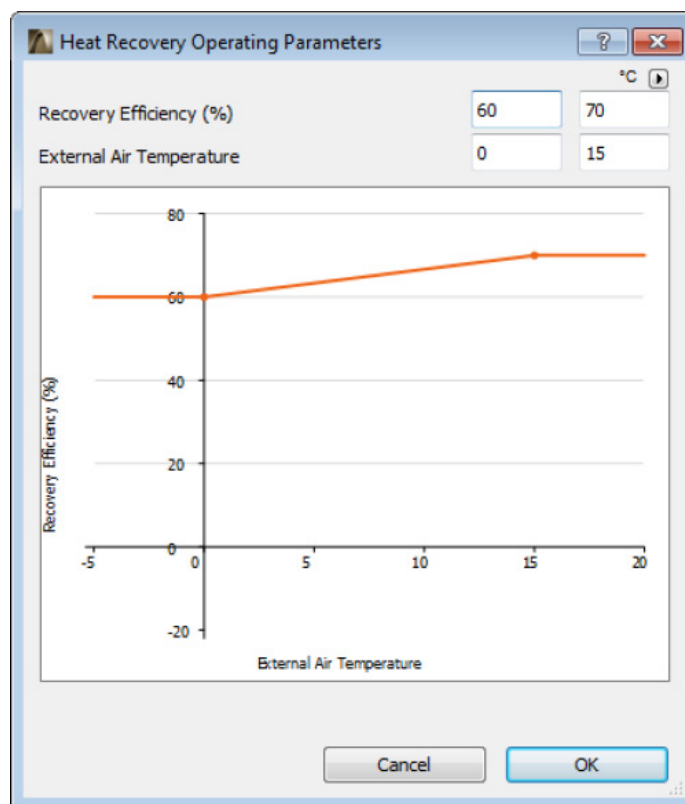 Heat Recovery Operating Parameters
?
°C
Recovery Efficiency (%) 60 70
External Air Temperature 0 15
80
60
40
20
0
-20
-5 0 5 10 15 20
Recovery Efficiency (%)
External Air Temperature
Cancel OK